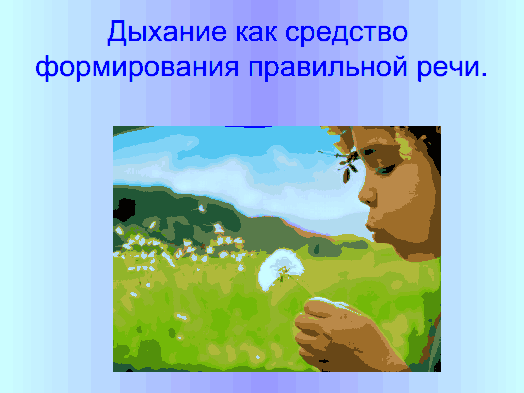 Дыхание как средство
формирования правильной речи.